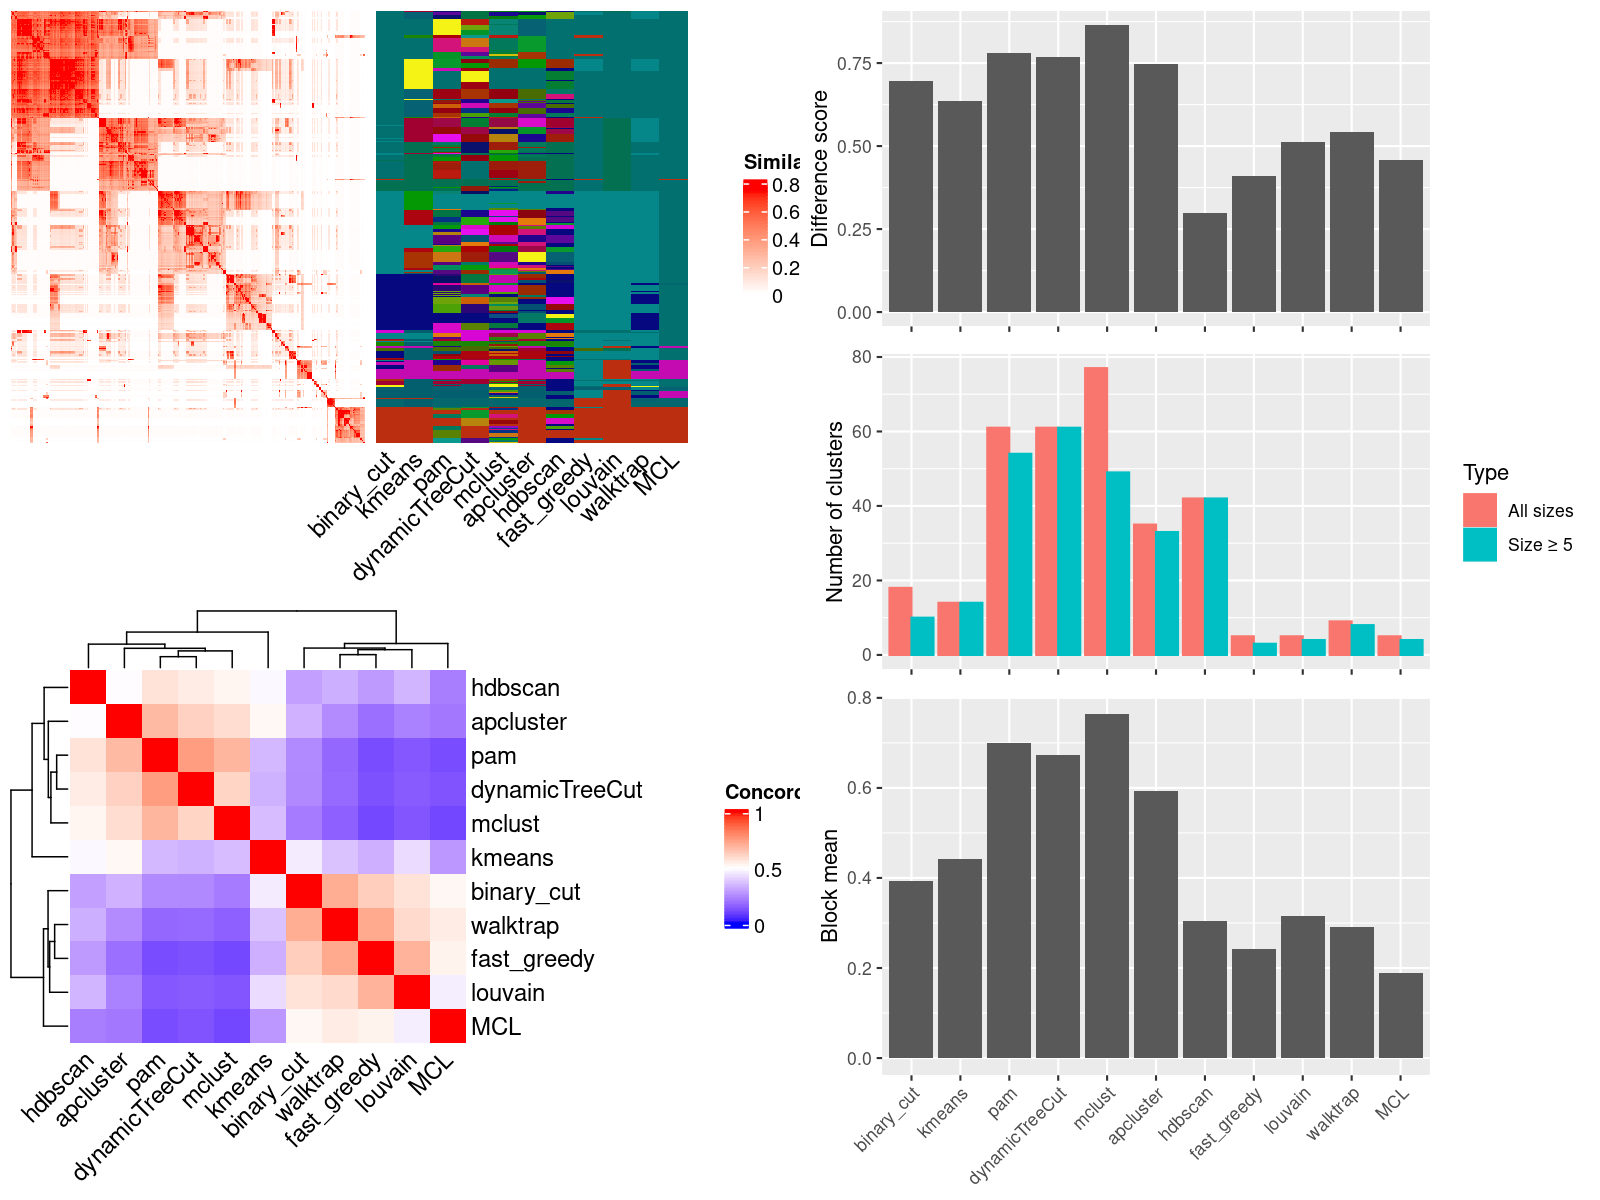 Simila
0.8
0.6
0.4
0.2
0
binary_cut
kmeans
pam
dynamicTreeCut
mclust
apcluster
hdbscan
fast_greedy
louvain
walktrap
MCL
Difference score
0.75
0.50
0.25
0.00
Number of clusters
80
60
40
20
0
Type
All sizes
Size ≥ 5
hdbscan
apcluster
pam
dynamicTreeCut
mclust
kmeans
binary_cut
walktrap
fast_greedy
louvain
MCL
hdbscan
apcluster
pam
dynamicTreeCut
mclust
kmeans
binary_cut
walktrap
fast_greedy
louvain
MCL
Concord
1
0.5
0
Block mean
0.8
0.6
0.4
0.2
0.0
binary_cut
kmeans
pam
dynamicTreeCut
mclust
apcluster
hdbscan
fast_greedy
louvain
walktrap
MCL